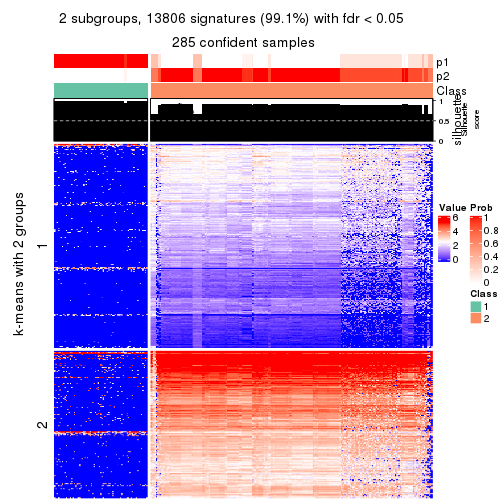 2 subgroups, 13806 signatures (99.1%) with fdr < 0.05
285 confident samples
p1
p2
Class
1
0.5
0
silhouette
Silhouette
score
k-means with 2 groups
1
2
Value
6
4
2
0
Prob
1
0.8
0.6
0.4
0.2
0
Class
1
2